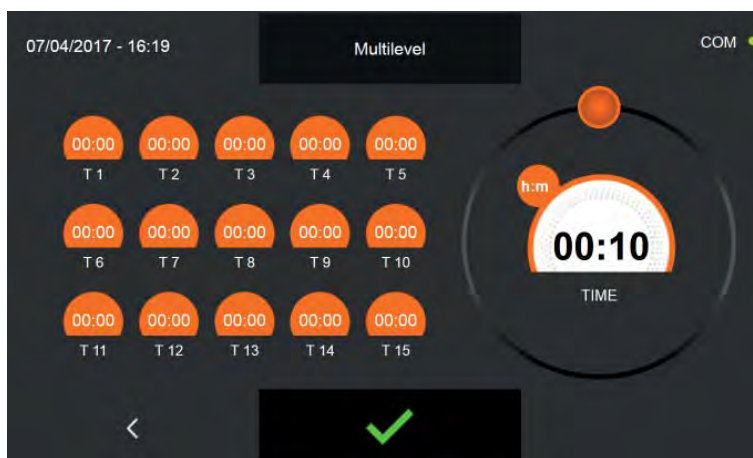 07/04/2017 - 16:19 Multilevel COM
00:00 00:00 00:00 00:00 00:00
T 1 T 2 T 3 T 4 T 5
h:m
00:00 00:00 00:00 00:00 00:00
T 6 T 7 T 8 T 9 T 10
00:10
TIME
00:00 00:00 00:00 00:00 00:00
T 11 T 12 T 13 T 14 T 15